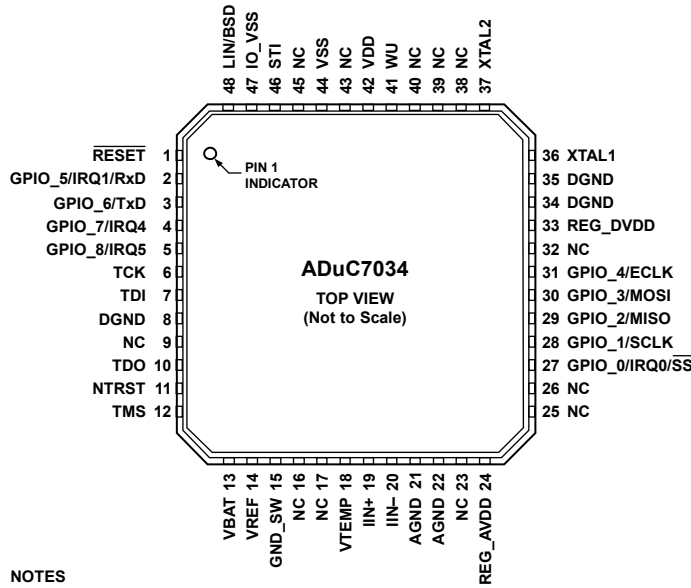 48 LIN/BSD
47 IO_VSS
46 STI
45 NC
44 VSS
43 NC
42 VDD
41 WU
40 NC
39 NC
38 NC
37 XTAL2
RESET 1
GPIO_5/IRQ1/RxD 2
GPIO_6/TxD 3
GPIO_7/IRQ4 4
GPIO_8/IRQ5 5
TCK 6
TDI 7
DGND 8
NC 9
TDO 10
NTRST 11
TMS 12
PIN 1
INDICATOR
ADuC7034
TOP VIEW
(Not to Scale)
36 XTAL1
35 DGND
34 DGND
33 REG_DVDD
32 NC
31 GPIO_4/ECLK
30 GPIO_3/MOSI
29 GPIO_2/MISO
28 GPIO_1/SCLK
27 GPIO_0/IRQ0/SS
26 NC
25 NC
VBAT 13
VREF 14
GND_SW 15
NC 16
NC 17
VTEMP 18
IIN+ 19
IIN– 20
AGND 21
AGND 22
NC 23
REG_AVDD 24
NOTES